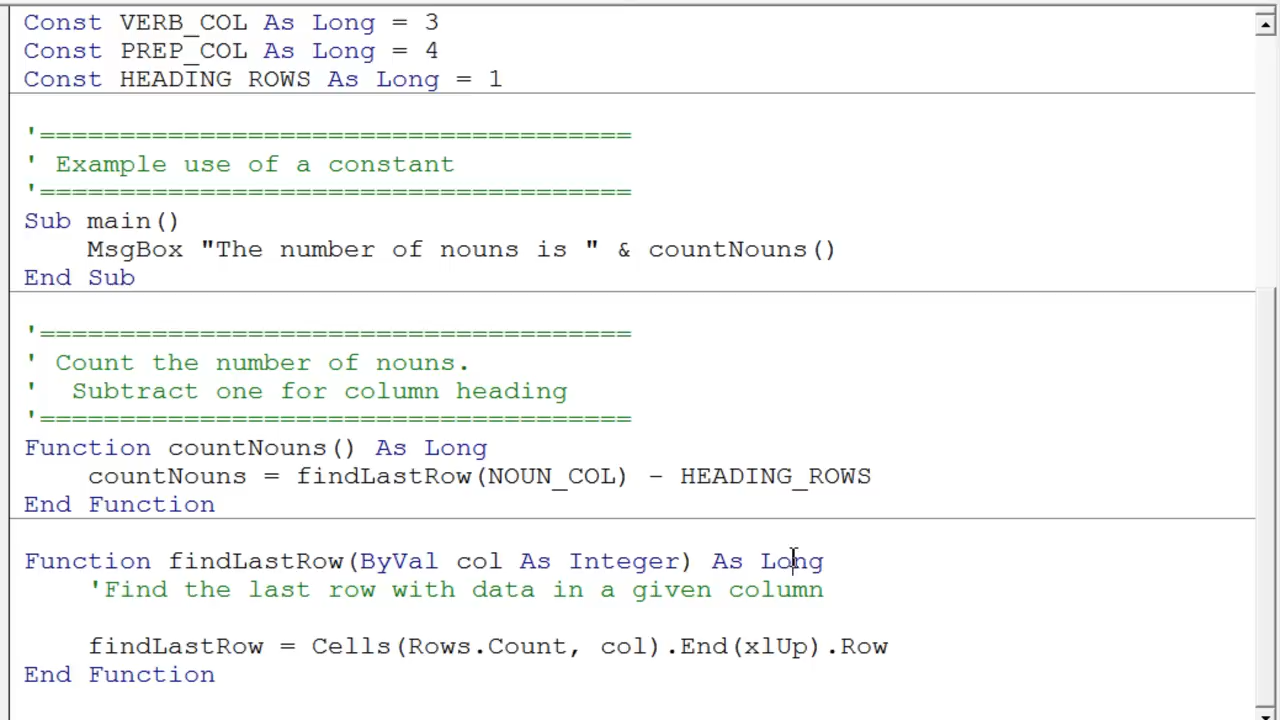 Const VERB_COL As Long = 3
Const PREP_COL As Long = 4
Const HEADING_ROWS As Long = 1
'=====================================
' Example use of a constant
'=====================================
Sub main()
    MsgBox "The number of nouns is " & countNouns()
End Sub
'=====================================
' Count the number of nouns.
'  Subtract one for column heading
'=====================================
Function countNouns() As Long
    countNouns = findLastRow(NOUN_COL) - HEADING_ROWS
End Function
Function findLastRow(ByVal col As Integer) As Long
    'Find the last row with data in a given column
    findLastRow = Cells(Rows.Count, col).End(xlUp).Row
End Function